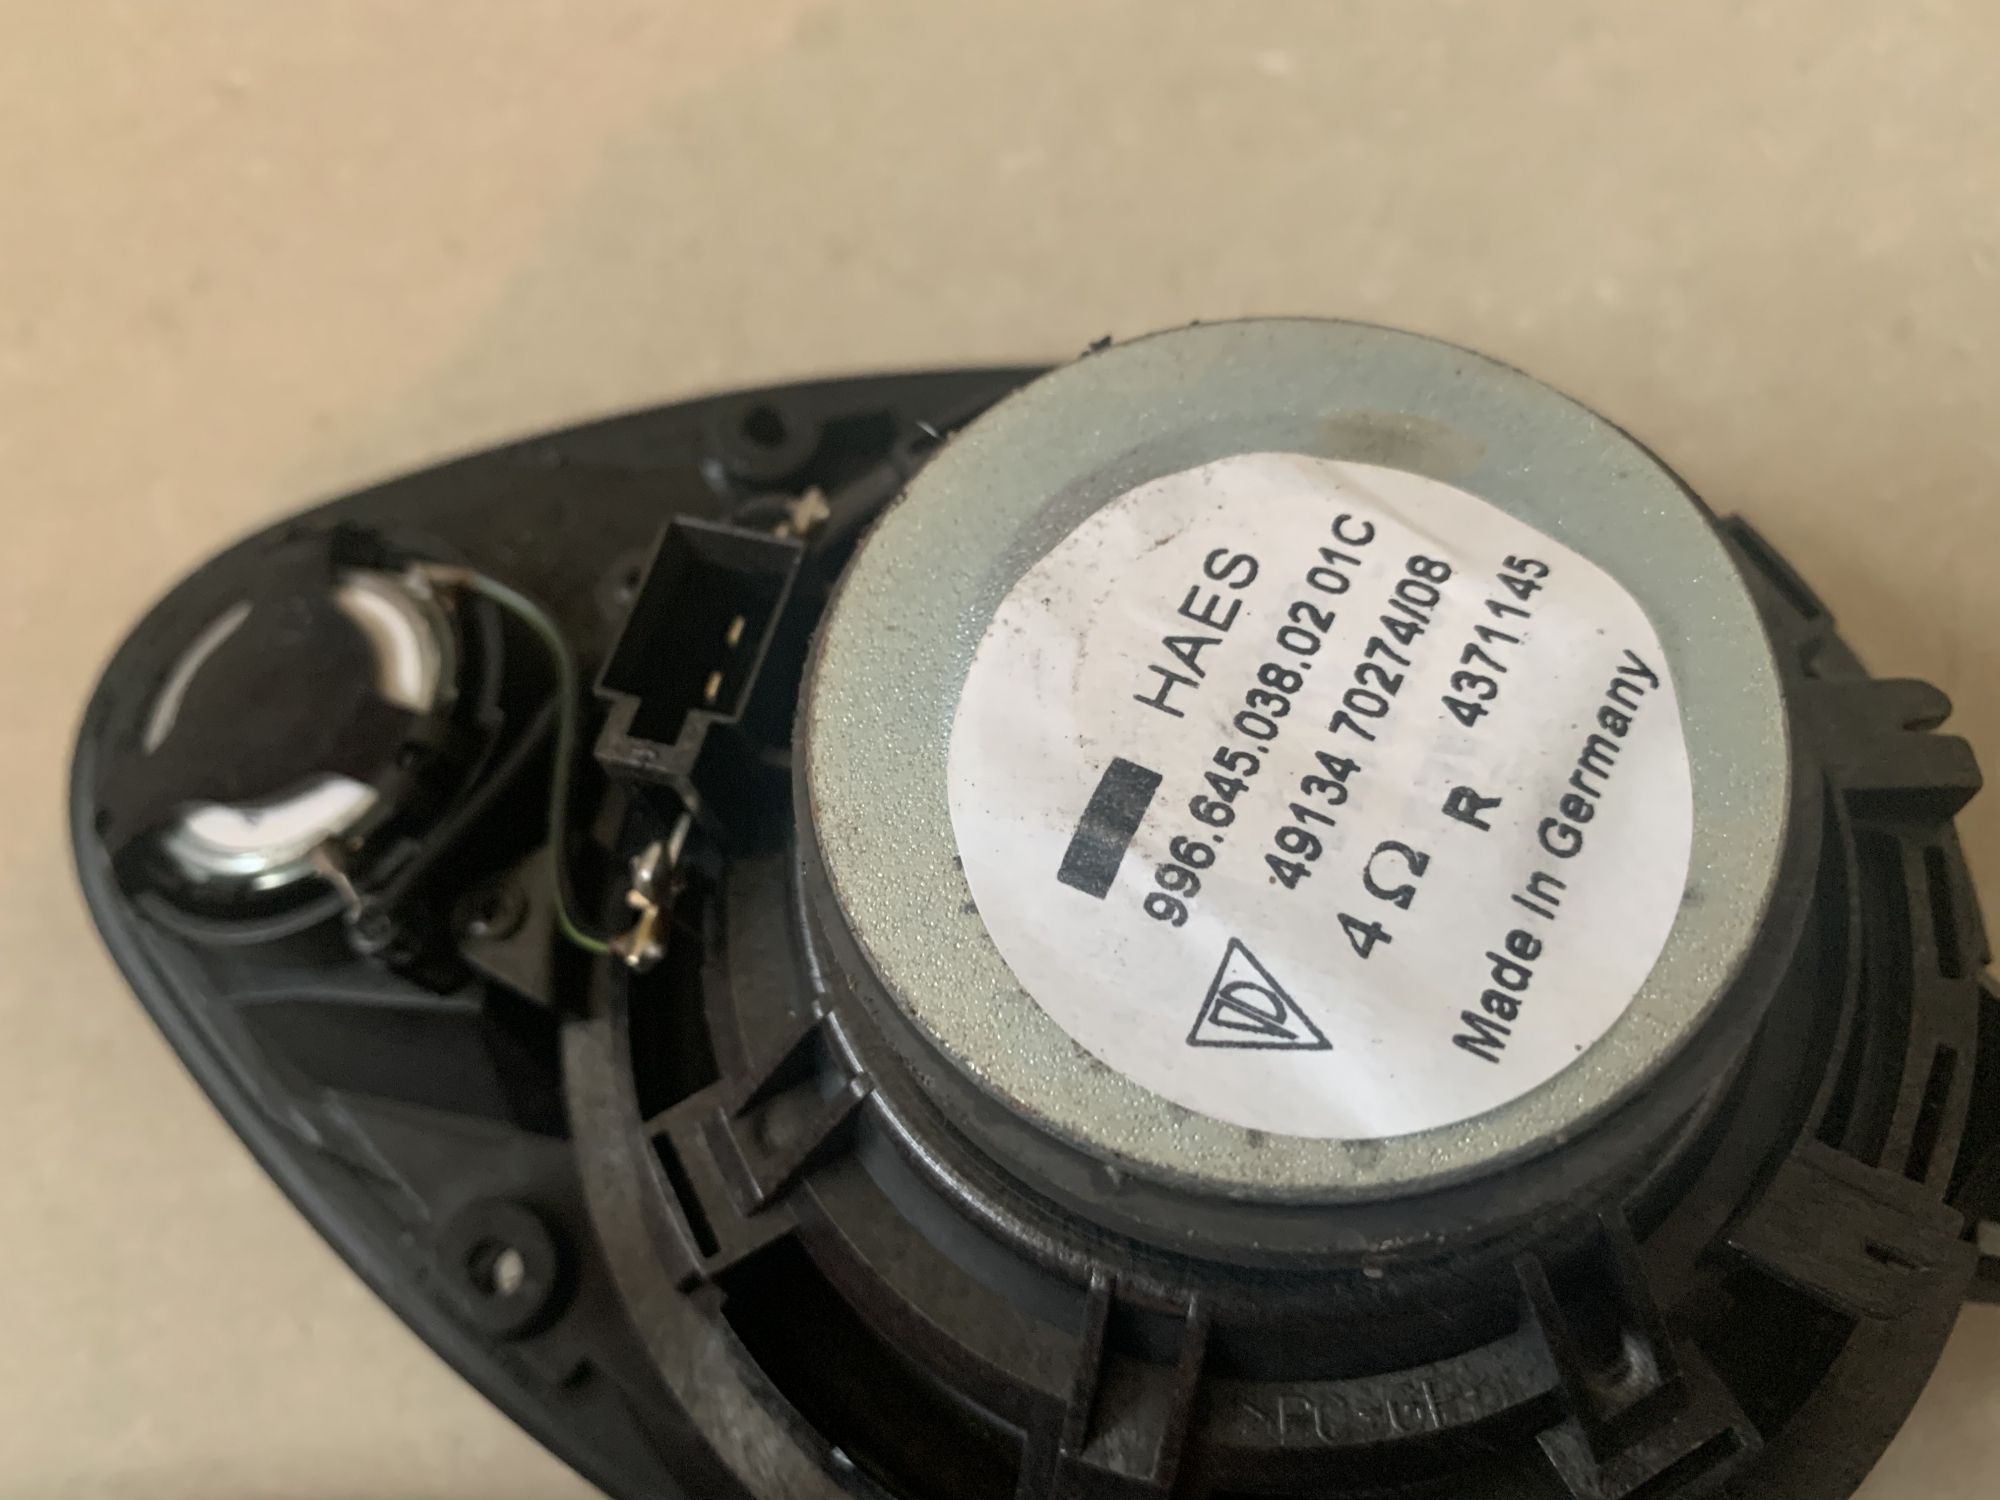 HAES
996.645.038.02 01C
49134 70274/08
4 Ω R 4371145
Made In Germany